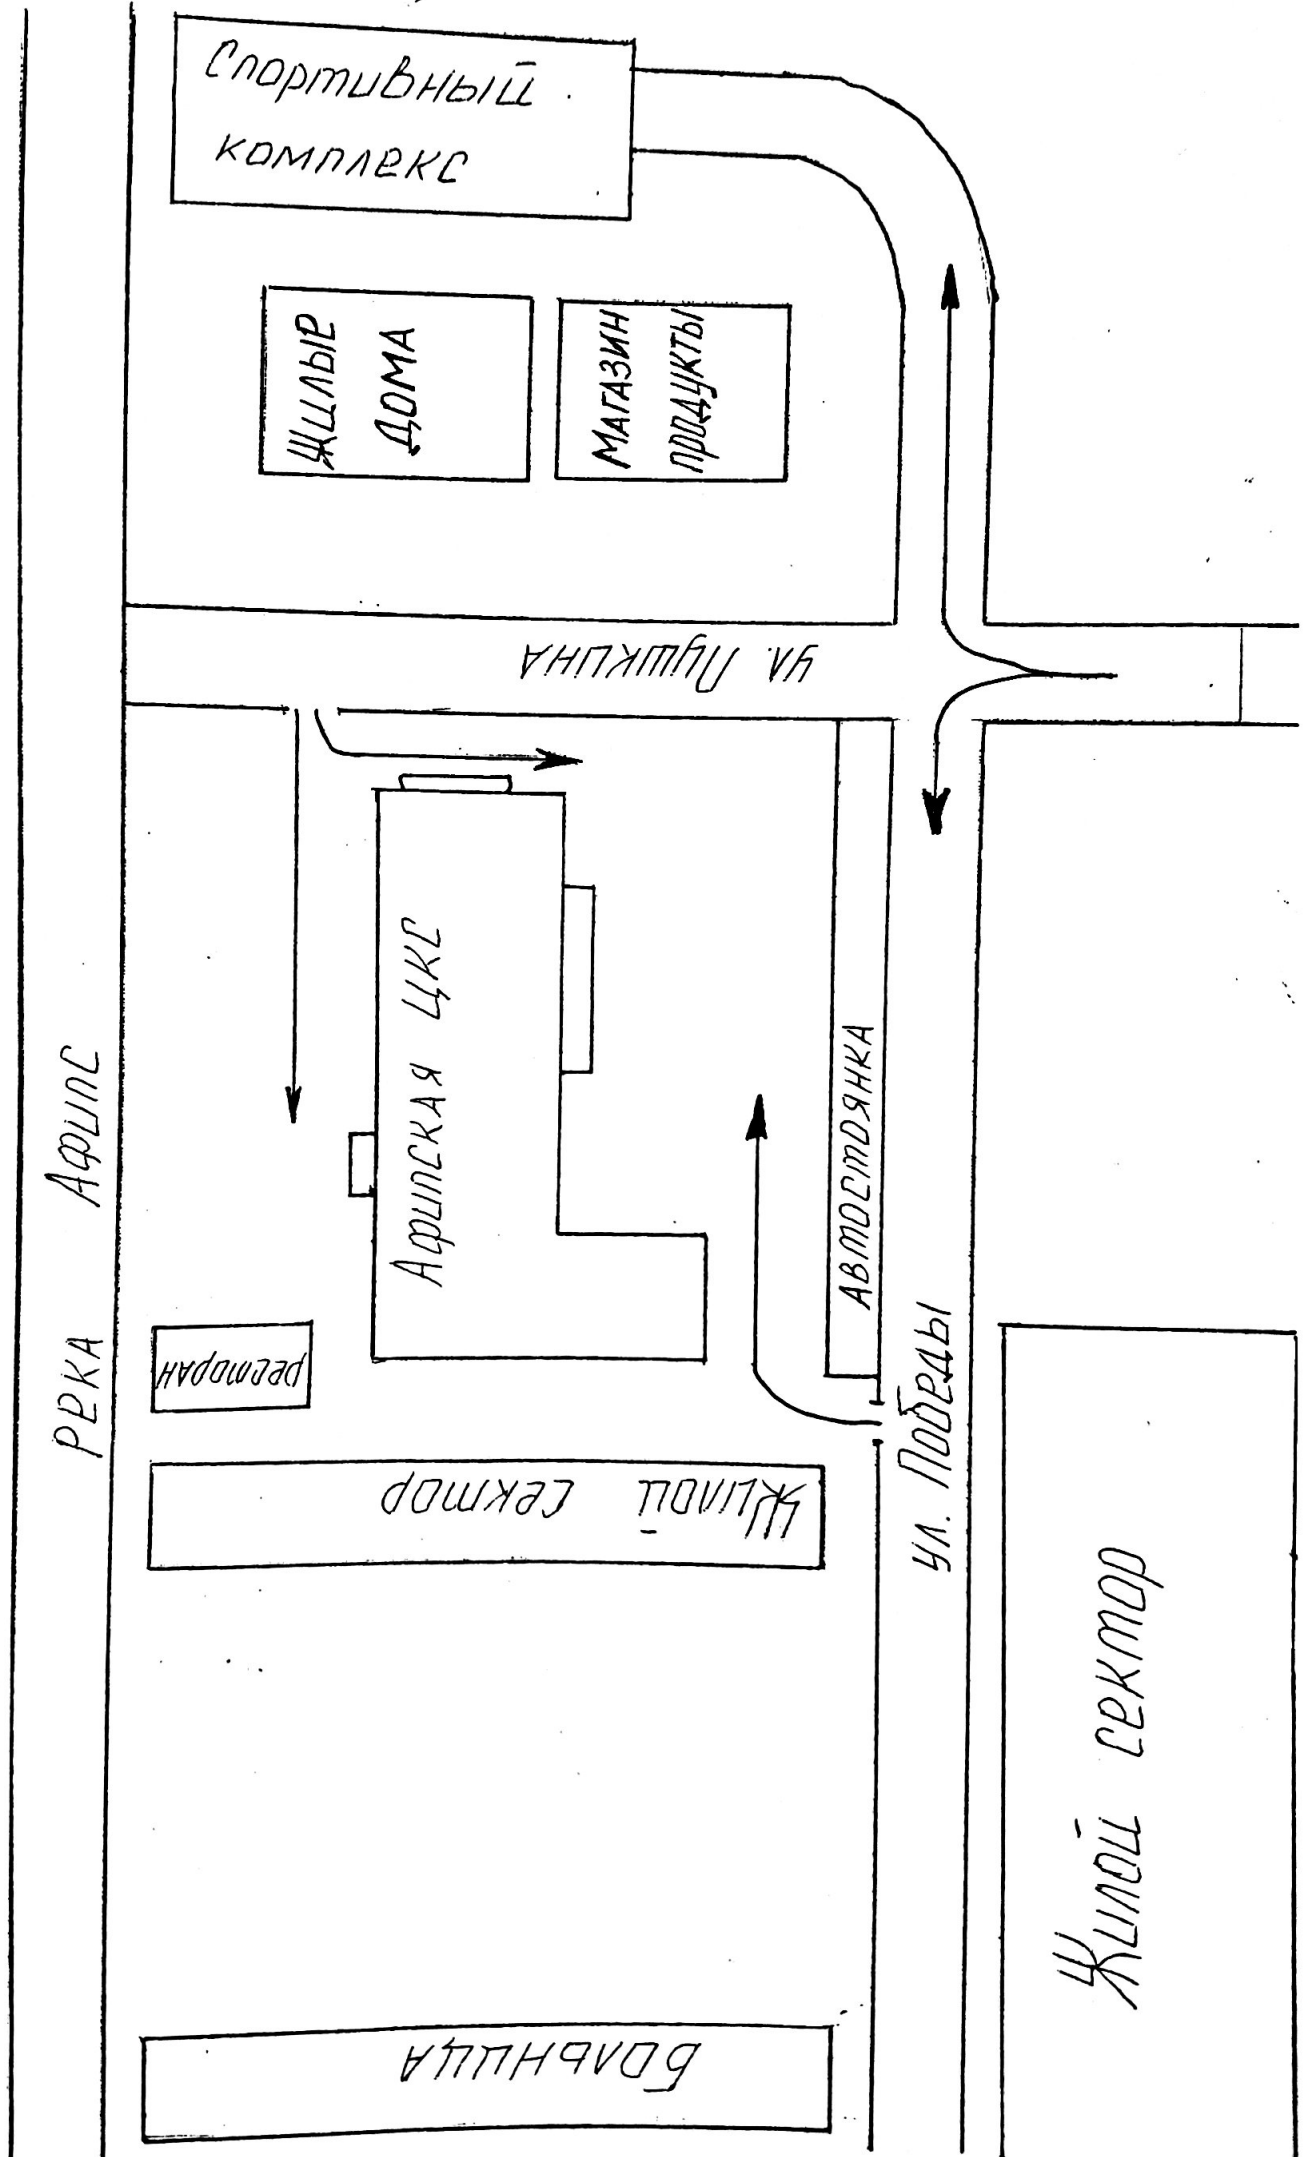 Спортивный
комплекс
Жилые
дома
Магазин
продукты
ул. Пушкина
Река Афипс
Афипская ЦКС
Автостоянка
ресторан
ул. Победы
Жилой сектор
Жилой сектор
Больница